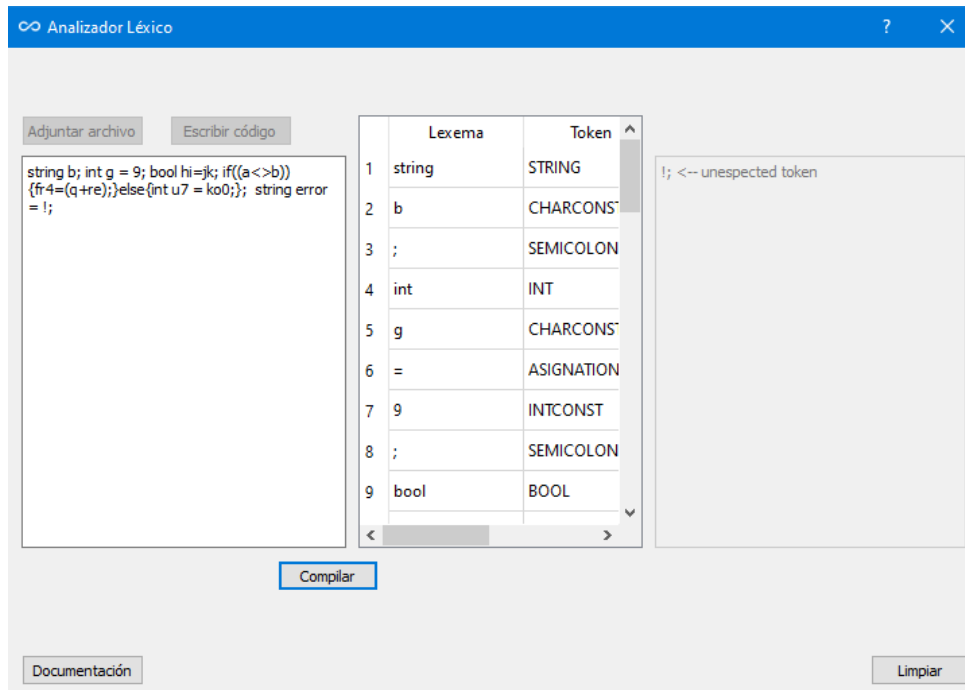 Analizador Léxico
?
Adjuntar archivo
Escribir código
string b; int g = 9; bool hi=jk; if((a<>b))
{fr4=(q+re);}else{int u7 = ko0;}; string error
= !;
Lexema Token
1 string STRING
2 b CHARCONST
3 ; SEMICOLON
4 int INT
5 g CHARCONST
6 = ASIGNATION
7 9 INTCONST
8 ; SEMICOLON
9 bool BOOL
!; <-- unespected token
Compilar
Documentación
Limpiar